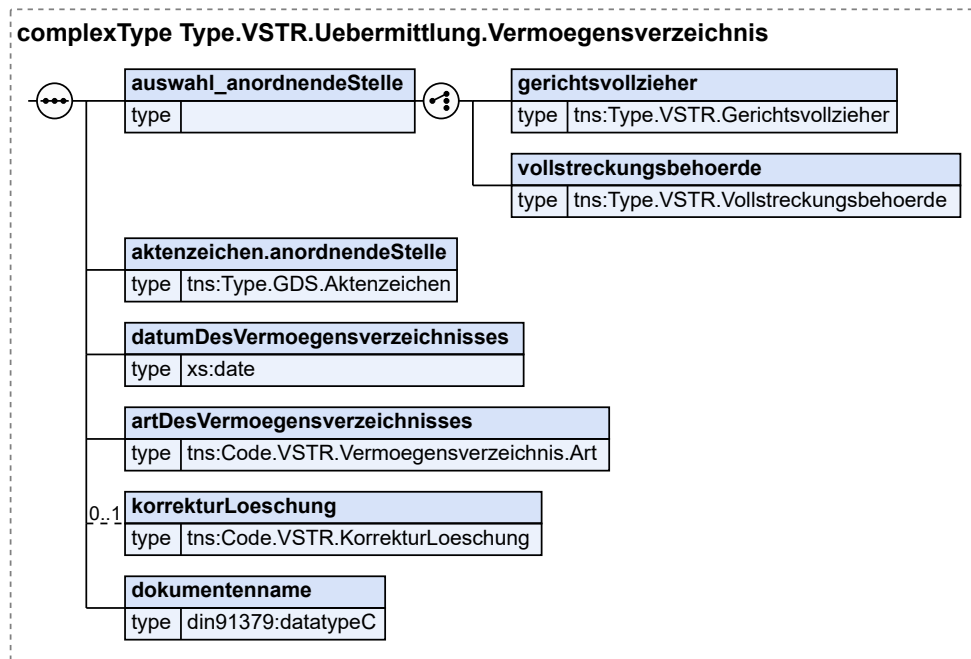 complexType Type.VSTR.Uebermittlung.Vermoegensverzeichnis
auswahl_anordnendeStelle
type
gerichtsvollzieher
type tns:Type.VSTR.Gerichtsvollzieher
vollstreckungsbehoerde
type tns:Type.VSTR.Vollstreckungsbehoerde
aktenzeichen.anordnendeStelle
type tns:Type.GDS.Aktenzeichen
datumDesVermoegensverzeichnisses
type xs:date
artDesVermoegensverzeichnisses
type tns:Code.VSTR.Vermoegensverzeichnis.Art
0..1 korrekturLoeschung
type tns:Code.VSTR.KorrekturLoeschung
dokumentenname
type din91379:datatypeC